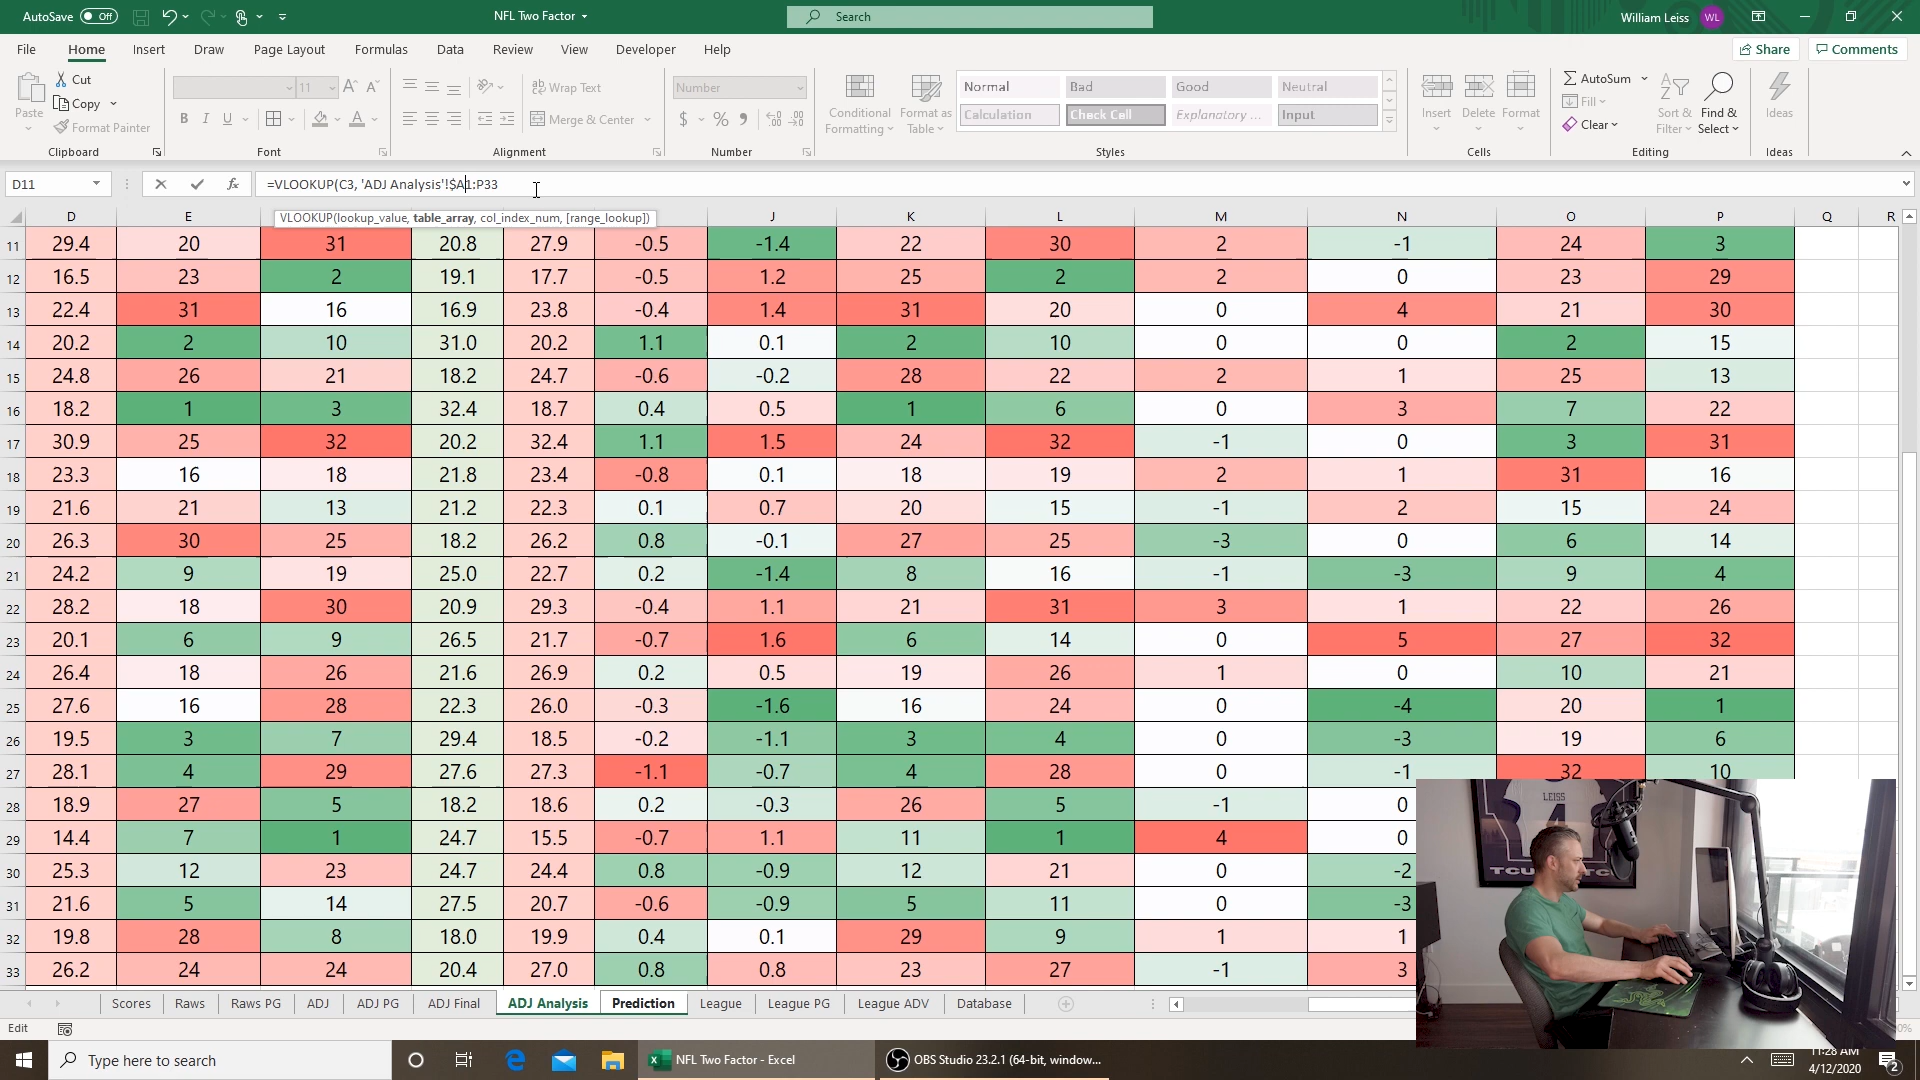 AutoSave Off NFL Two Factor Search William Leiss WL
File Home Insert Draw Page Layout Formulas Data Review View Developer Help Share Comments
Paste Cut Copy Format Painter Clipboard
11 A A B I U Font
ab Wrap Text Merge & Center Alignment
Number $ % Number
Conditional Formatting Format as Table
Normal Bad Good Neutral
Calculation Check Cell Explanatory ... Input
Styles
Insert Delete Format Cells
AutoSum Fill Clear Sort & Filter Find & Select Editing
Ideas Ideas
D11 fx =VLOOKUP(C3, 'ADJ Analysis'!$A1:P33
VLOOKUP(lookup_value, table_array, col_index_num, [range_lookup])
D E J K L M N O P Q R
11 29.4 20 31 20.8 27.9 -0.5 -1.4 22 30 2 -1 24 3
12 16.5 23 2 19.1 17.7 -0.5 1.2 25 2 2 0 23 29
13 22.4 31 16 16.9 23.8 -0.4 1.4 31 20 0 4 21 30
14 20.2 2 10 31.0 20.2 1.1 0.1 2 10 0 0 2 15
15 24.8 26 21 18.2 24.7 -0.6 -0.2 28 22 2 1 25 13
16 18.2 1 3 32.4 18.7 0.4 0.5 1 6 0 3 7 22
17 30.9 25 32 20.2 32.4 1.1 1.5 24 32 -1 0 3 31
18 23.3 16 18 21.8 23.4 -0.8 0.1 18 19 2 1 31 16
19 21.6 21 13 21.2 22.3 0.1 0.7 20 15 -1 2 15 24
20 26.3 30 25 18.2 26.2 0.8 -0.1 27 25 -3 0 6 14
21 24.2 9 19 25.0 22.7 0.2 -1.4 8 16 -1 -3 9 4
22 28.2 18 30 20.9 29.3 -0.4 1.1 21 31 3 1 22 26
23 20.1 6 9 26.5 21.7 -0.7 1.6 6 14 0 5 27 32
24 26.4 18 26 21.6 26.9 0.2 0.5 19 26 1 0 10 21
25 27.6 16 28 22.3 26.0 -0.3 -1.6 16 24 0 -4 20 1
26 19.5 3 7 29.4 18.5 -0.2 -1.1 3 4 0 -3 19 6
27 28.1 4 29 27.6 27.3 -1.1 -0.7 4 28 0 -1 32 10
28 18.9 27 5 18.2 18.6 0.2 -0.3 26 5 -1 0
29 14.4 7 1 24.7 15.5 -0.7 1.1 11 1 4 0
30 25.3 12 23 24.7 24.4 0.8 -0.9 12 21 0 -2
31 21.6 5 14 27.5 20.7 -0.6 -0.9 5 11 0 -3
32 19.8 28 8 18.0 19.9 0.4 0.1 29 9 1 1
33 26.2 24 24 20.4 27.0 0.8 0.8 23 27 -1 3
LEISS
4
TCU
Scores Raws Raws PG ADJ ADJ PG ADJ Final ADJ Analysis Prediction League League PG League ADV Database
Edit
Type here to search NFL Two Factor - Excel OBS Studio 23.2.1 (64-bit, window... 11:28 AM
4/12/2020 2